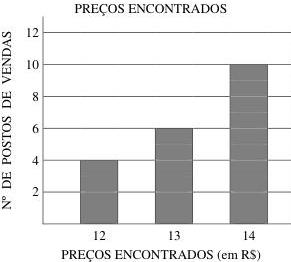 PREÇOS ENCONTRADOS
Nº DE POSTOS DE VENDAS
12
10
8
6
4
2
12 13 14
PREÇOS ENCONTRADOS (em R$)